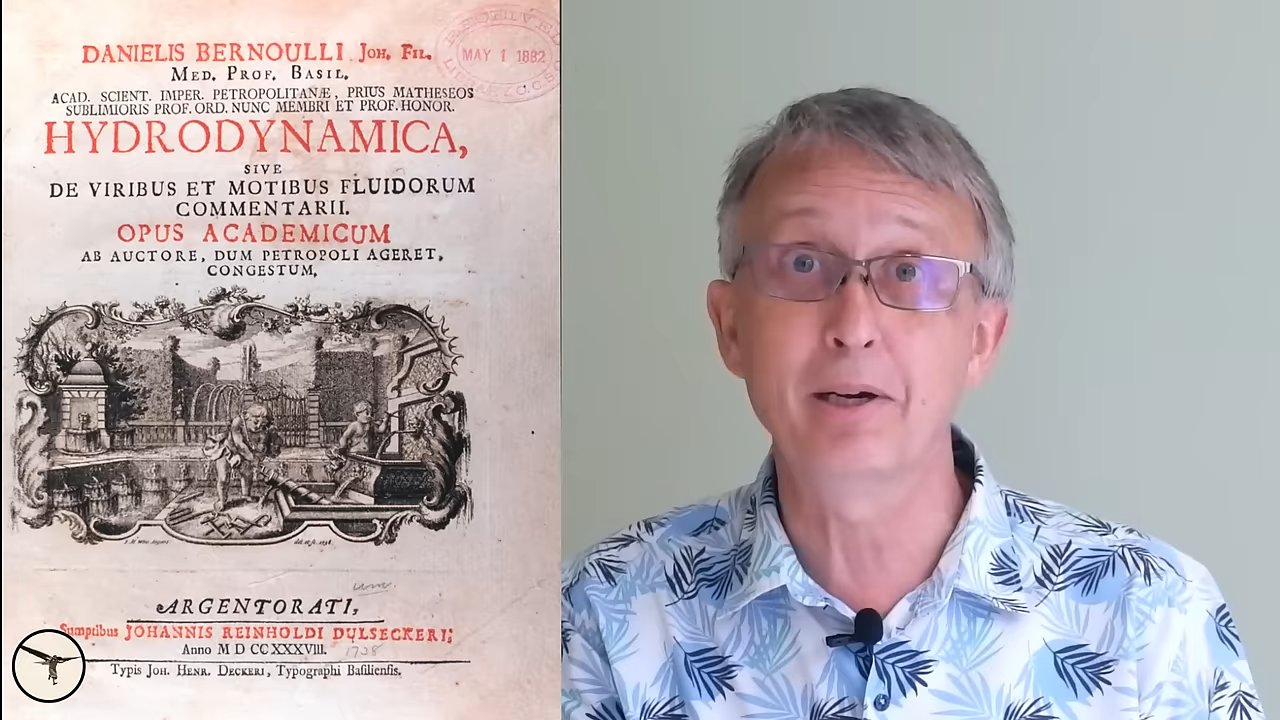 DANIELIS BERNOULLI JOH. FIL.
MED. PROF. BASIL.
ACAD. SCIENT. IMPER. PETROPOLITANÆ, PRIUS MATHESEOS
SUBLIMIORIS PROF. ORD. NUNC MEMBRI ET PROF. HONOR.
HYDRODYNAMICA,
SIVE
DE VIRIBUS ET MOTIBUS FLUIDORUM
COMMENTARII.
OPUS ACADEMICUM
AB AUCTORE, DUM PETROPOLI AGERET,
CONGESTUM.
MAY 1 1882
ARGENTORATI,
Sumptibus JOHANNIS REINHOLDI DULSECKERI;
Anno M D CC XXXVIII.
1738
Typis JOH. HENR. DECKERI, Typographi Basiliensis.